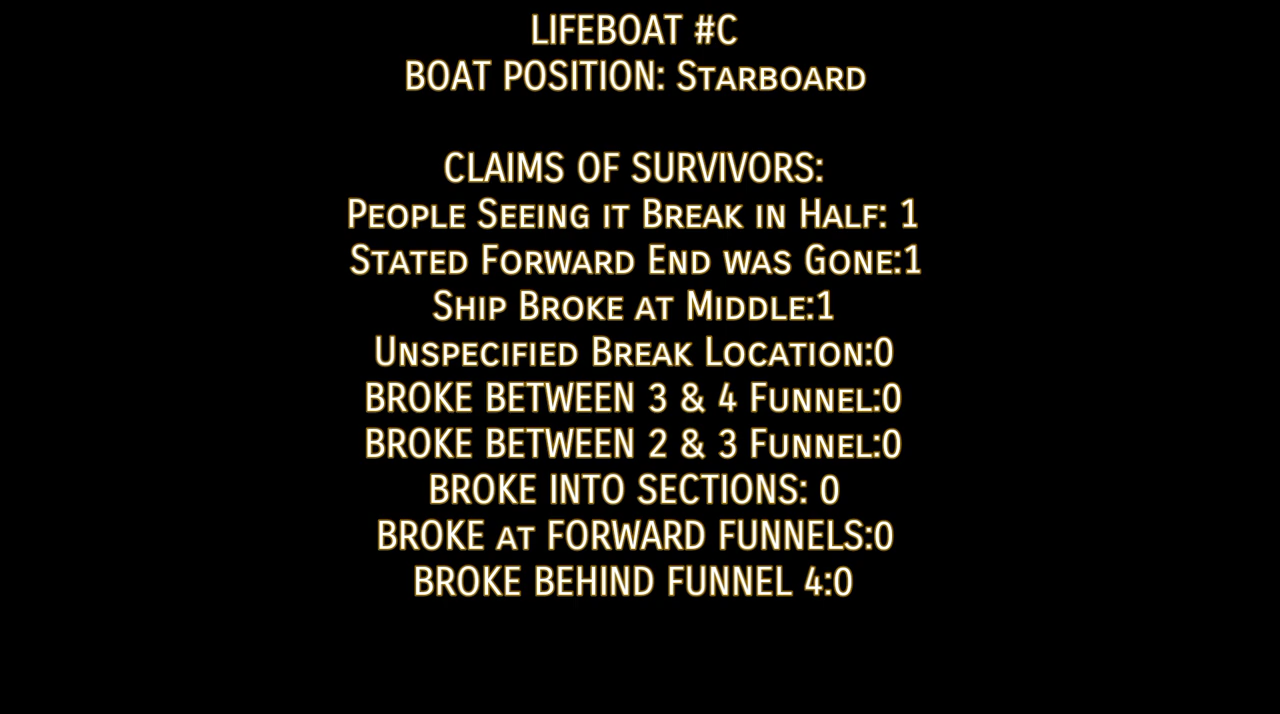 LIFEBOAT #C
BOAT POSITION: Starboard
CLAIMS OF SURVIVORS:
People Seeing it Break in Half: 1
Stated Forward End was Gone:1
Ship Broke at Middle:1
Unspecified Break Location:0
BROKE BETWEEN 3 & 4 Funnel:0
BROKE BETWEEN 2 & 3 Funnel:0
BROKE INTO SECTIONS: 0
BROKE at FORWARD FUNNELS:0
BROKE BEHIND FUNNEL 4:0